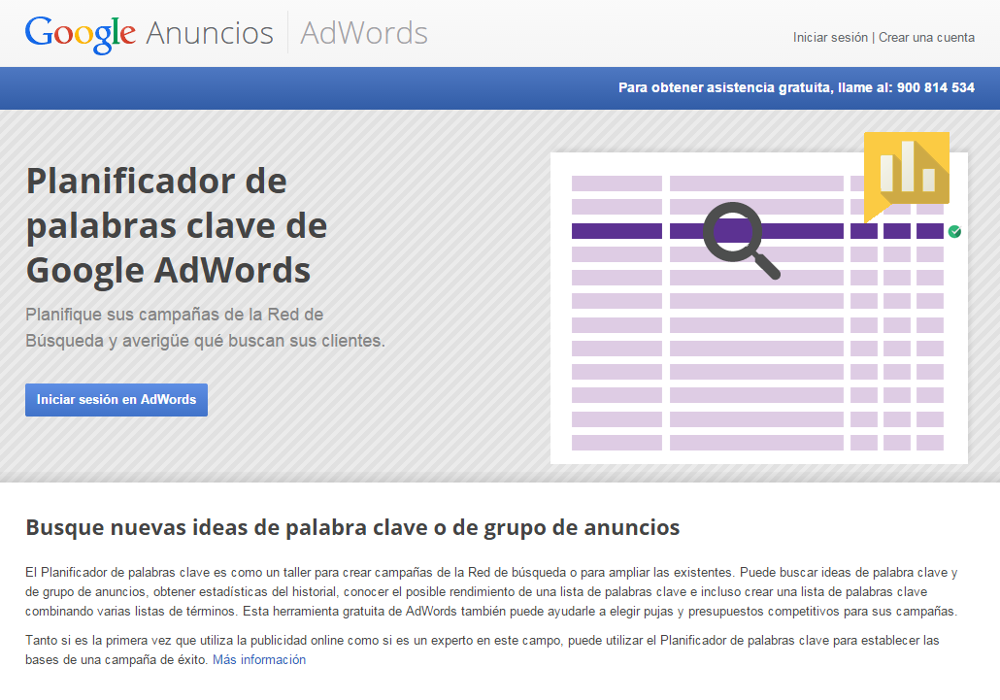 Google Anuncios AdWords
Iniciar sesión | Crear una cuenta
Para obtener asistencia gratuita, llame al: 900 814 534
Planificador de
palabras clave de
Google AdWords
Planifique sus campañas de la Red de
Búsqueda y averigüe qué buscan sus clientes.
Iniciar sesión en AdWords
Busque nuevas ideas de palabra clave o de grupo de anuncios
El Planificador de palabras clave es como un taller para crear campañas de la Red de búsqueda o para ampliar las existentes. Puede buscar ideas de palabra clave y
de grupo de anuncios, obtener estadísticas del historial, conocer el posible rendimiento de una lista de palabras clave e incluso crear una lista de palabras clave
combinando varias listas de términos. Esta herramienta gratuita de AdWords también puede ayudarle a elegir pujas y presupuestos competitivos para sus campañas.
Tanto si es la primera vez que utiliza la publicidad online como si es un experto en este campo, puede utilizar el Planificador de palabras clave para establecer las
bases de una campaña de éxito. Más información